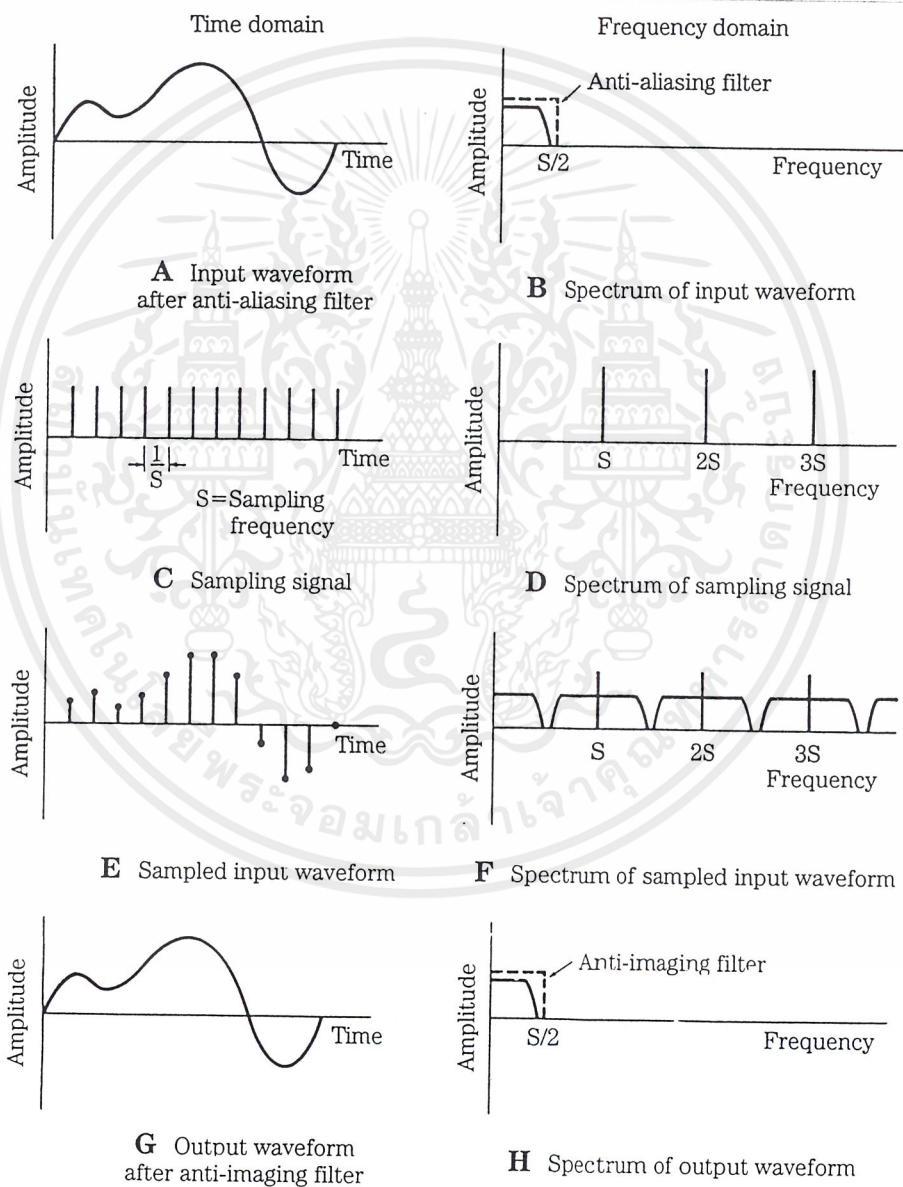 Time domain
Frequency domain
Amplitude
Time
Amplitude
Anti-aliasing filter
S/2
Frequency
A Input waveform
after anti-aliasing filter
B Spectrum of input waveform
Amplitude
1
S
Time
S=Sampling
frequency
Amplitude
S
2S
3S
Frequency
C Sampling signal
D Spectrum of sampling signal
Amplitude
Time
Amplitude
S
2S
3S
Frequency
E Sampled input waveform
F Spectrum of sampled input waveform
Amplitude
Time
Amplitude
Anti-imaging filter
S/2
Frequency
G Output waveform
after anti-imaging filter
H Spectrum of output waveform